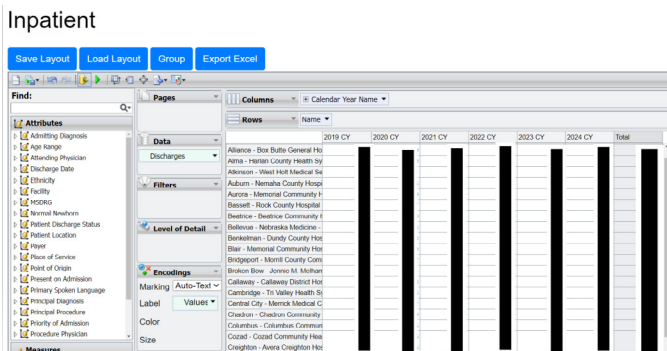 Inpatient
Save Layout Load Layout Group Export Excel
Find:
Attributes
Admitting Diagnosis
Age Range
Attending Physician
Discharge Date
Ethnicity
Facility
MSDRG
Normal Newborn
Patient Discharge Status
Patient Location
Payer
Place of Service
Point of Origin
Present on Admission
Primary Spoken Language
Principal Diagnosis
Principal Procedure
Priority of Admission
Procedure Physician
Measures
Pages
Data
Discharges
Filters
Level of Detail
Encodings
Marking Auto-Text
Label Values
Color
Size
Columns Calendar Year Name
Rows Name
2019 CY 2020 CY 2021 CY 2022 CY 2023 CY 2024 CY Total
Alliance - Box Butte General Ho
Alma - Harlan County Health Sy
Atkinson - West Holt Medical Se
Auburn - Nemaha County Hospi
Aurora - Memorial Community H
Bassett - Rock County Hospital
Beatrice - Beatrice Community
Bellevue - Nebraska Medicine -
Benkelman - Dundy County Hos
Blair - Memorial Community Hos
Bridgeport - Morrill County Com
Broken Bow Jennie M. Melham
Callaway - Callaway District Hos
Cambridge - Tri Valley Health Sy
Central City - Merrick Medical C
Chadron - Chadron Community
Columbus - Columbus Commun
Cozad - Cozad Community Hea
Creighton - Avera Creighton Hos